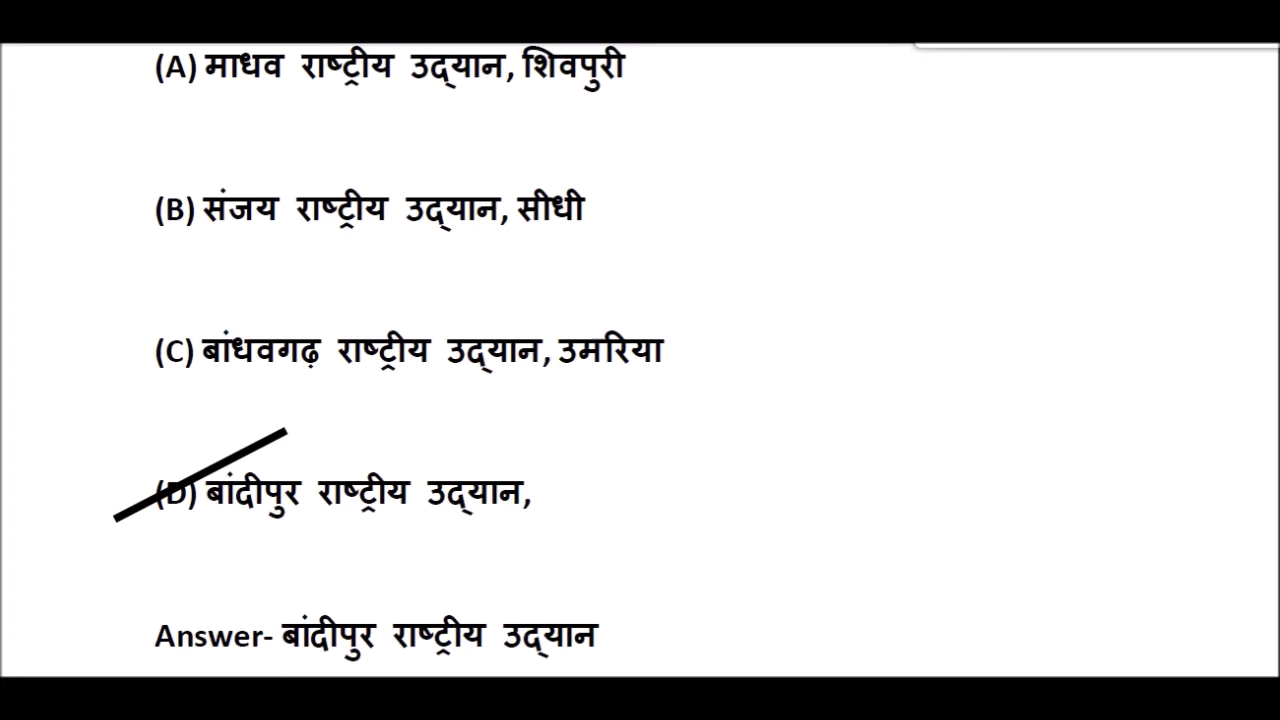 (A) माधव राष्ट्रीय उद्यान, शिवपुरी
(B) संजय राष्ट्रीय उद्यान, सीधी
(C) बांधवगढ़ राष्ट्रीय उद्यान, उमरिया
(D) बांदीपुर राष्ट्रीय उद्यान,
Answer- बांदीपुर राष्ट्रीय उद्यान